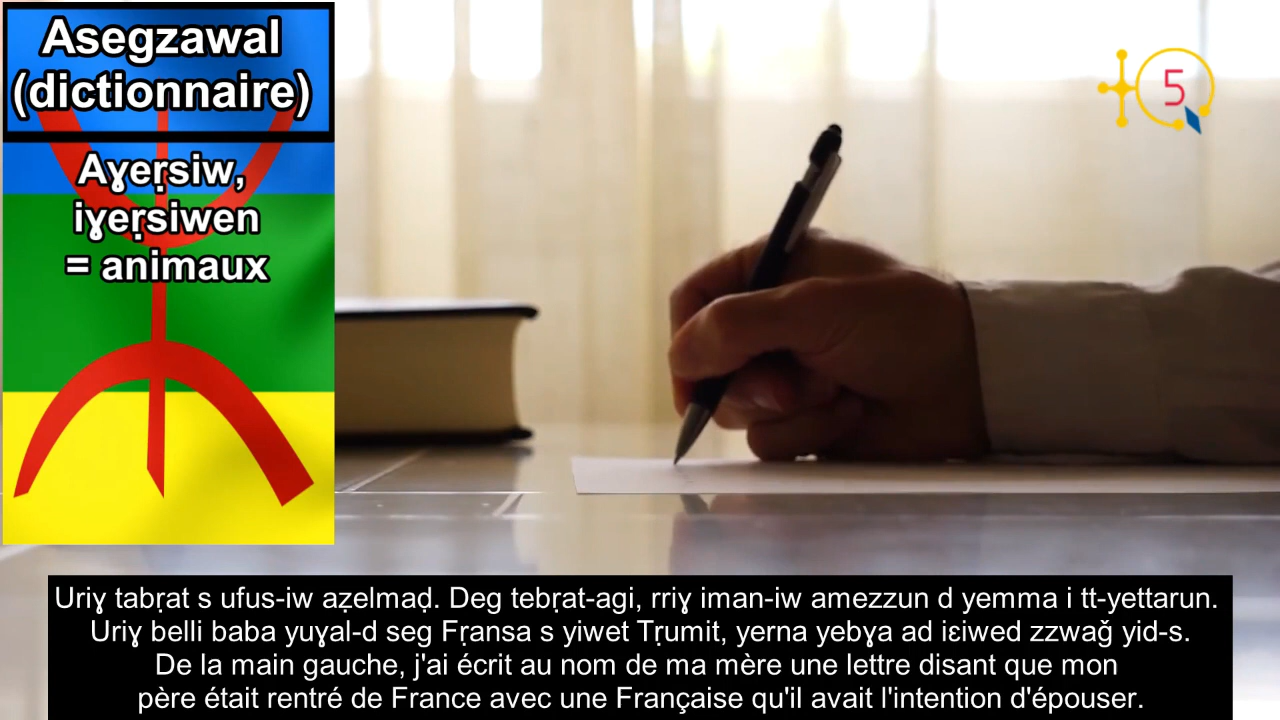 Asegzawal
(dictionnaire)
Aɣeṛsiw,
iɣeṛsiwen
= animaux
5
Uriɣ tabṛat s ufus-iw aẓelmaḍ. Deg tebṛat-agi, rriɣ iman-iw amezzun d yemma i tt-yettarun.
Uriɣ belli baba yuɣal-d seg Fṛansa s yiwet Tṛumit, yerna yebɣa ad iɛiwed zzwaǧ yid-s.
De la main gauche, j'ai écrit au nom de ma mère une lettre disant que mon
père était rentré de France avec une Française qu'il avait l'intention d'épouser.